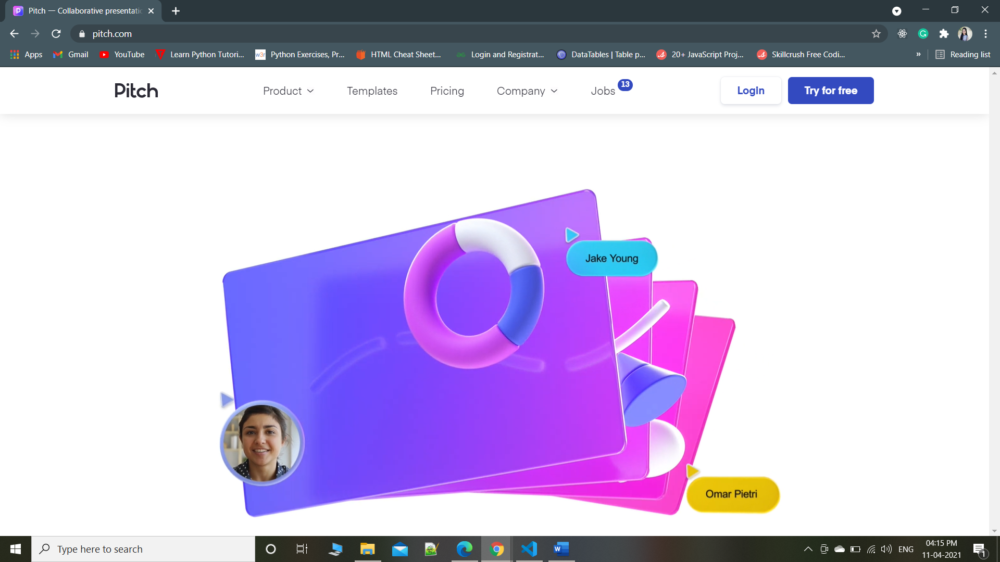 Pitch — Collaborative presentatic
pitch.com
Apps Gmail YouTube Learn Python Tutori... w3r Python Exercises, Pr... HTML Cheat Sheet... Login and Registrat... DataTables | Table p... 20+ JavaScript Proj... Skillcrush Free Codi... » Reading list
Pitch Product Templates Pricing Company Jobs 13 Login Try for free
Jake Young
Omar Pietri
Type here to search
ENG
04:15 PM
11-04-2021
1